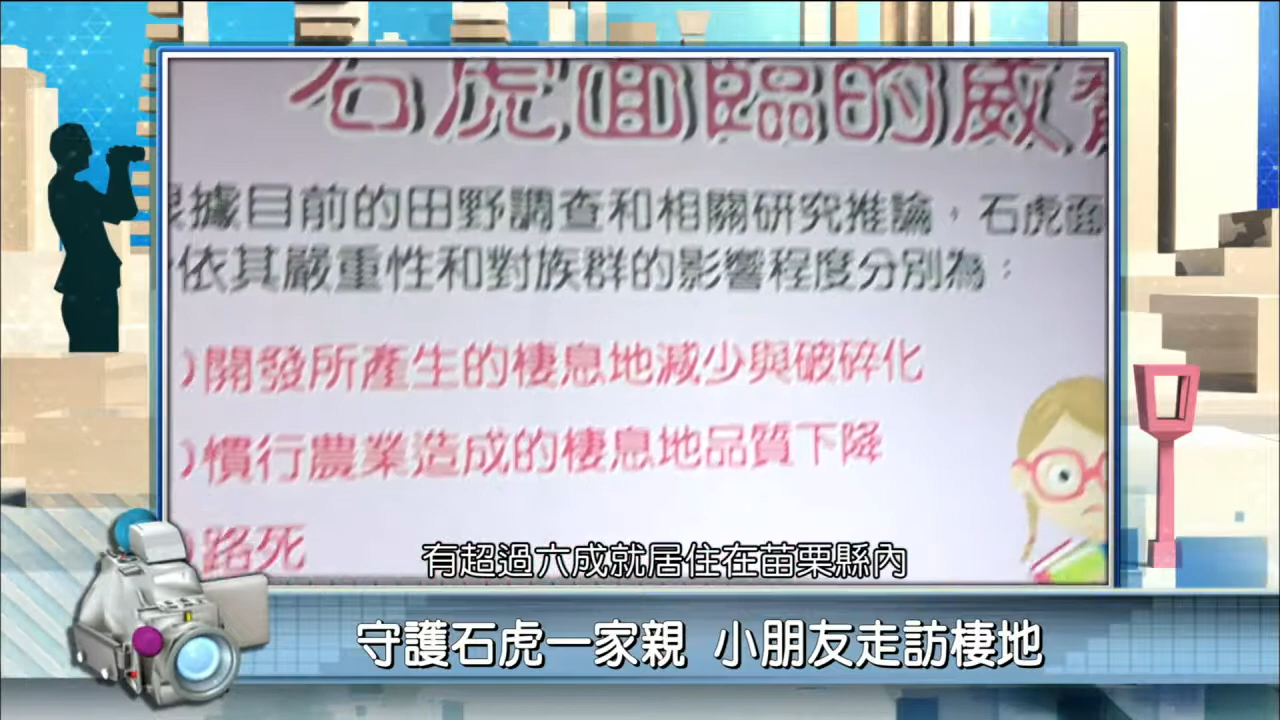 石虎面臨的威
根據目前的田野調查和相關研究推論，石虎面
依其嚴重性和對族群的影響程度分別為：
)開發所產生的棲息地減少與破碎化
)慣行農業造成的棲息地品質下降
)路死
有超過六成就居住在苗栗縣內
守護石虎一家親 小朋友走訪棲地